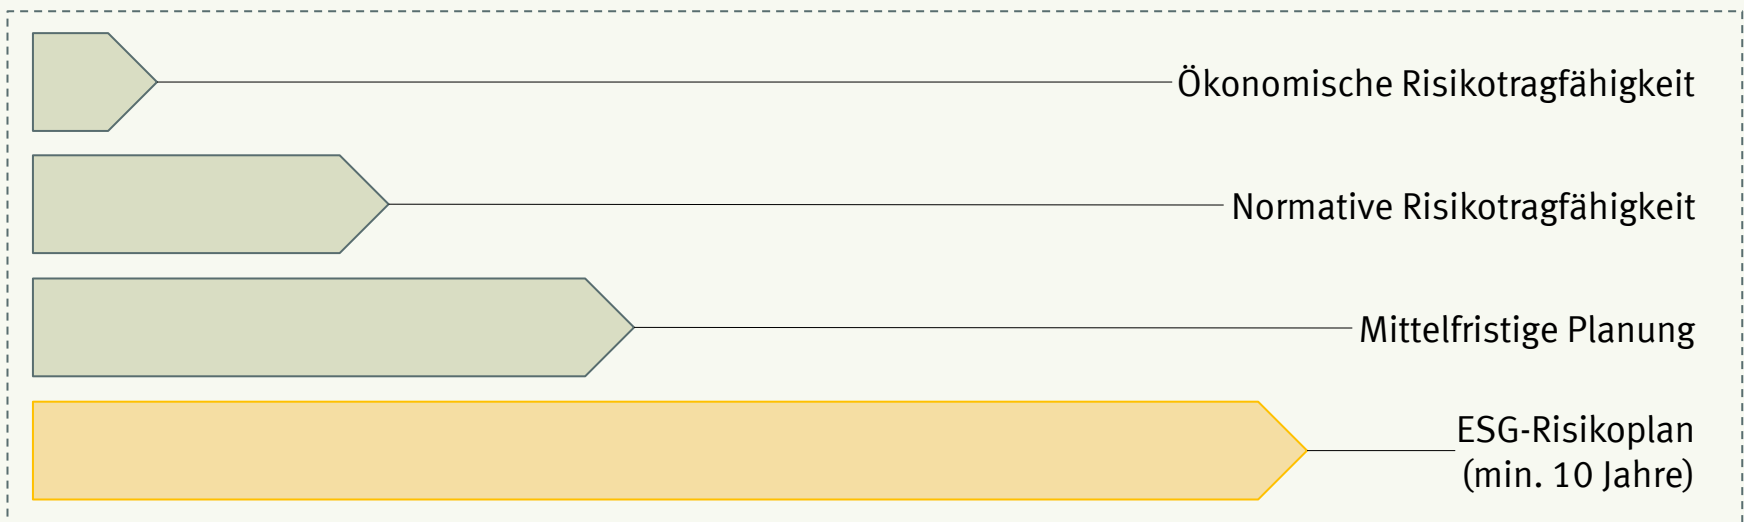 Ökonomische Risikotragfähigkeit
Normative Risikotragfähigkeit
Mittelfristige Planung
ESG-Risikoplan
(min. 10 Jahre)